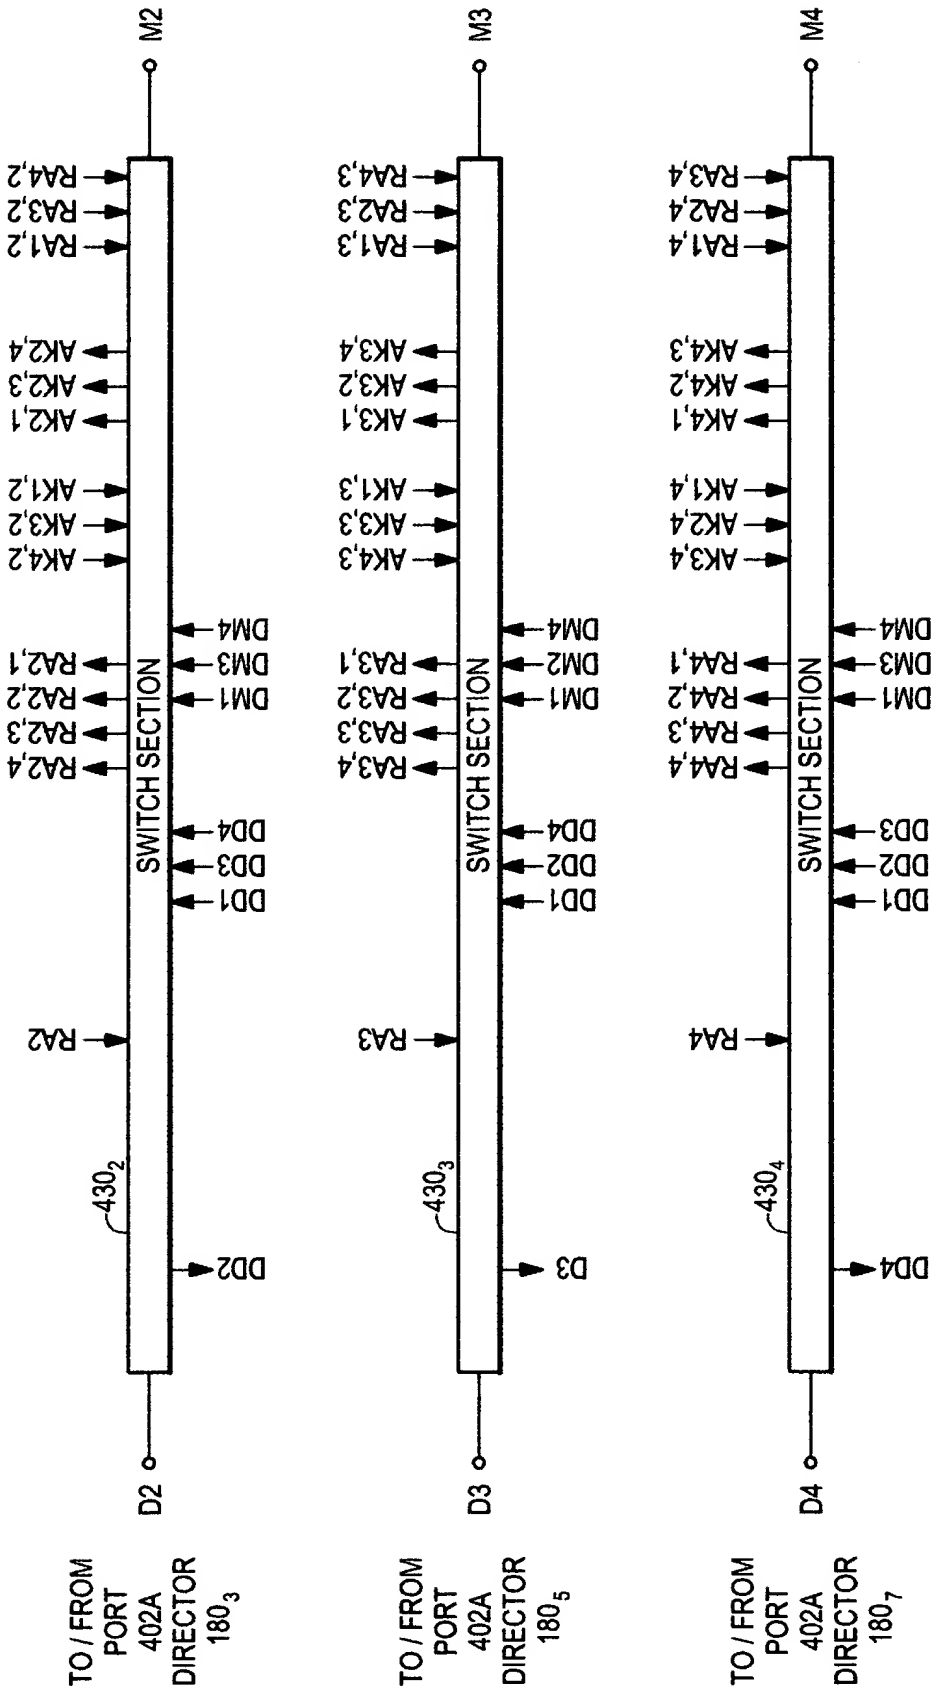 TO / FROM
PORT
402A
DIRECTOR
180₃
D2
430₂
RA2
RA2,4
RA2,3
RA2,2
RA2,1
AK4,2
AK3,2
AK1,2
AK2,1
AK2,3
AK2,4
RA1,2
RA3,2
RA4,2
SWITCH SECTION
M2
DD2
DD1
DD3
DD4
DM1
DM3
DM4
TO / FROM
PORT
402A
DIRECTOR
180₅
D3
430₃
RA3
RA3,4
RA3,3
RA3,2
RA3,1
AK4,3
AK3,3
AK1,3
AK3,1
AK3,2
AK3,4
RA1,3
RA2,3
RA4,3
SWITCH SECTION
M3
D3
DD1
DD2
DD4
DM1
DM2
DM4
TO / FROM
PORT
402A
DIRECTOR
180₇
D4
430₄
RA4
RA4,4
RA4,3
RA4,2
RA4,1
AK3,4
AK2,4
AK1,4
AK4,1
AK4,2
AK4,3
RA1,4
RA2,4
RA3,4
SWITCH SECTION
M4
DD4
DD1
DD2
DD3
DM1
DM3
DM4